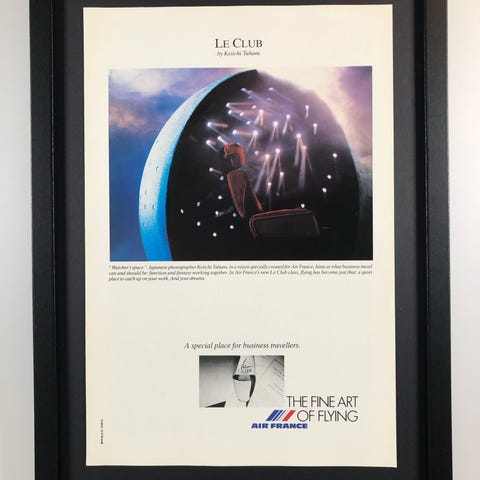 LE CLUB
by Keiichi Tahara.
"Watcher's space": Japanese photographer Keiichi Tahara, in a vision specially created for Air France, hints at what business travel
can and should be: function and fantasy working together. In Air France's new Le Club class, flying has become just that: a quiet
place to catch up on your work. And your dreams.
A special place for business travellers.
THE FINE ART
OF FLYING
AIR FRANCE